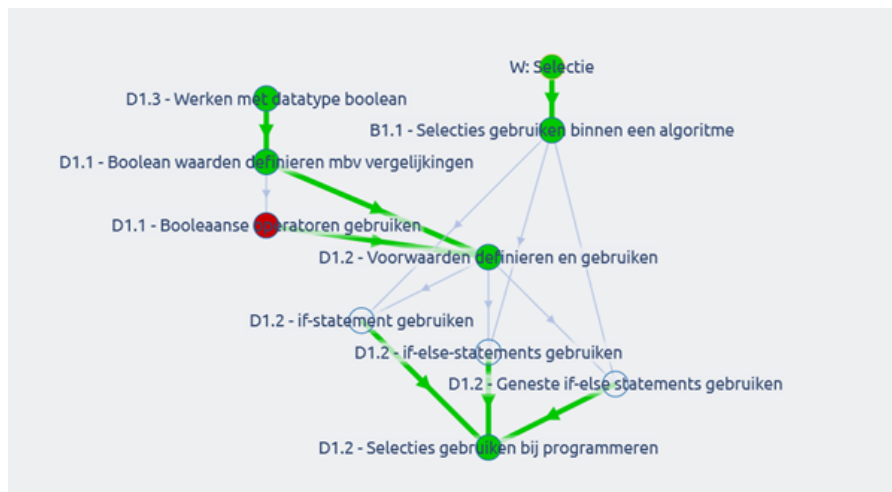 W: Selectie
D1.3 - Werken met datatype boolean
B1.1 - Selecties gebruiken binnen een algoritme
D1.1 - Boolean waarden definieren mbv vergelijkingen
D1.1 - Booleaanse operatoren gebruiken
D1.2 - Voorwaarden definieren en gebruiken
D1.2 - if-statement gebruiken
D1.2 - if-else-statements gebruiken
D1.2 - Geneste if-else statements gebruiken
D1.2 - Selecties gebruiken bij programmeren